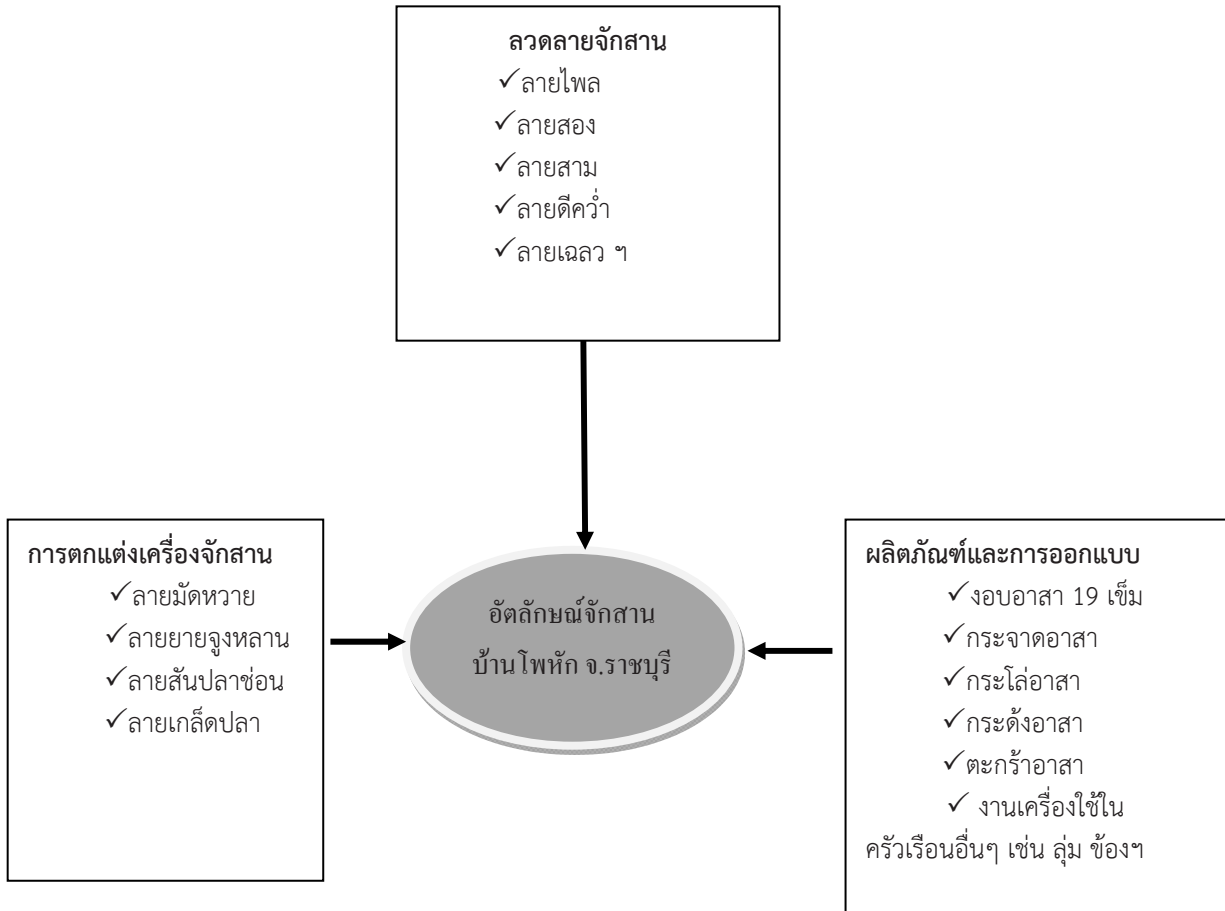 ลวดลายจักสาน
✓ลายไพล
✓ลายสอง
✓ลายสาม
✓ลายดีคว่ำ
✓ลายเฉลว ฯ
การตกแต่งเครื่องจักสาน
✓ลายมัดหวาย
✓ลายยายจูงหลาน
✓ลายสันปลาช่อน
✓ลายเกล็ดปลา
อัตลักษณ์จักสาน
บ้านโพหัก จ.ราชบุรี
ผลิตภัณฑ์และการออกแบบ
✓งอบอาสา 19 เข็ม
✓กระจาดอาสา
✓กระโล่อาสา
✓กระด้งอาสา
✓ตะกร้าอาสา
✓ งานเครื่องใช้ใน
ครัวเรือนอื่นๆ เช่น ลุ่ม ข้องฯ